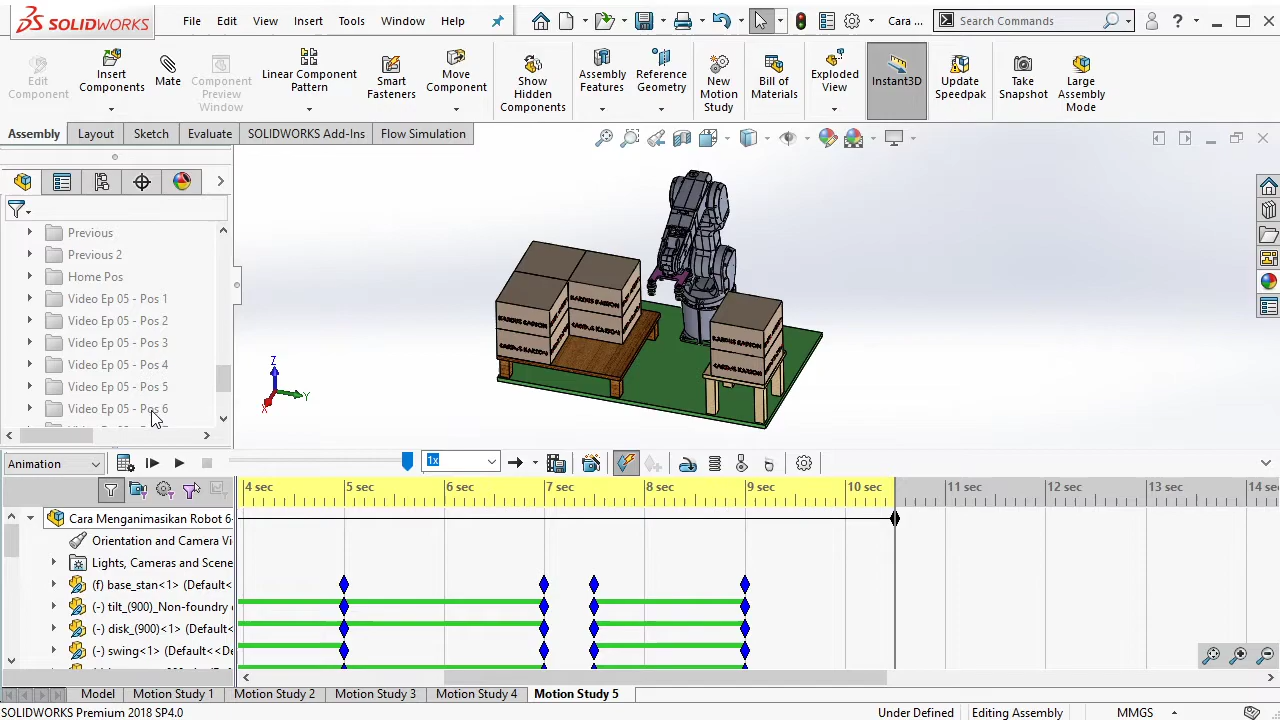 SOLIDWORKS File Edit View Insert Tools Window Help Cara ... Search Commands ?
Edit Component
Insert Components
Mate
Component Preview Window
Linear Component Pattern
Smart Fasteners
Move Component
Show Hidden Components
Assembly Features
Reference Geometry
New Motion Study
Bill of Materials
Exploded View
Instant3D
Update Speedpak
Take Snapshot
Large Assembly Mode
Assembly Layout Sketch Evaluate SOLIDWORKS Add-Ins Flow Simulation
Previous
Previous 2
Home Pos
Video Ep 05 - Pos 1
Video Ep 05 - Pos 2
Video Ep 05 - Pos 3
Video Ep 05 - Pos 4
Video Ep 05 - Pos 5
Video Ep 05 - Pos 6
Z
Y
X
KARDUS KARTON
KARDUS KARTON
KARDUS KARTON
Animation 1x
4 sec 5 sec 6 sec 7 sec 8 sec 9 sec 10 sec 11 sec 12 sec 13 sec 14 sec
Cara Menganimasikan Robot 6-
Orientation and Camera Vi
Lights, Cameras and Scene
(f) base_stan<1> (Default<
(-) tilt_(900)_Non-foundry
(-) disk_(900)<1> (Default<
(-) swing<1> (Default<<De
Model Motion Study 1 Motion Study 2 Motion Study 3 Motion Study 4 Motion Study 5
SOLIDWORKS Premium 2018 SP4.0 Under Defined Editing Assembly MMGS